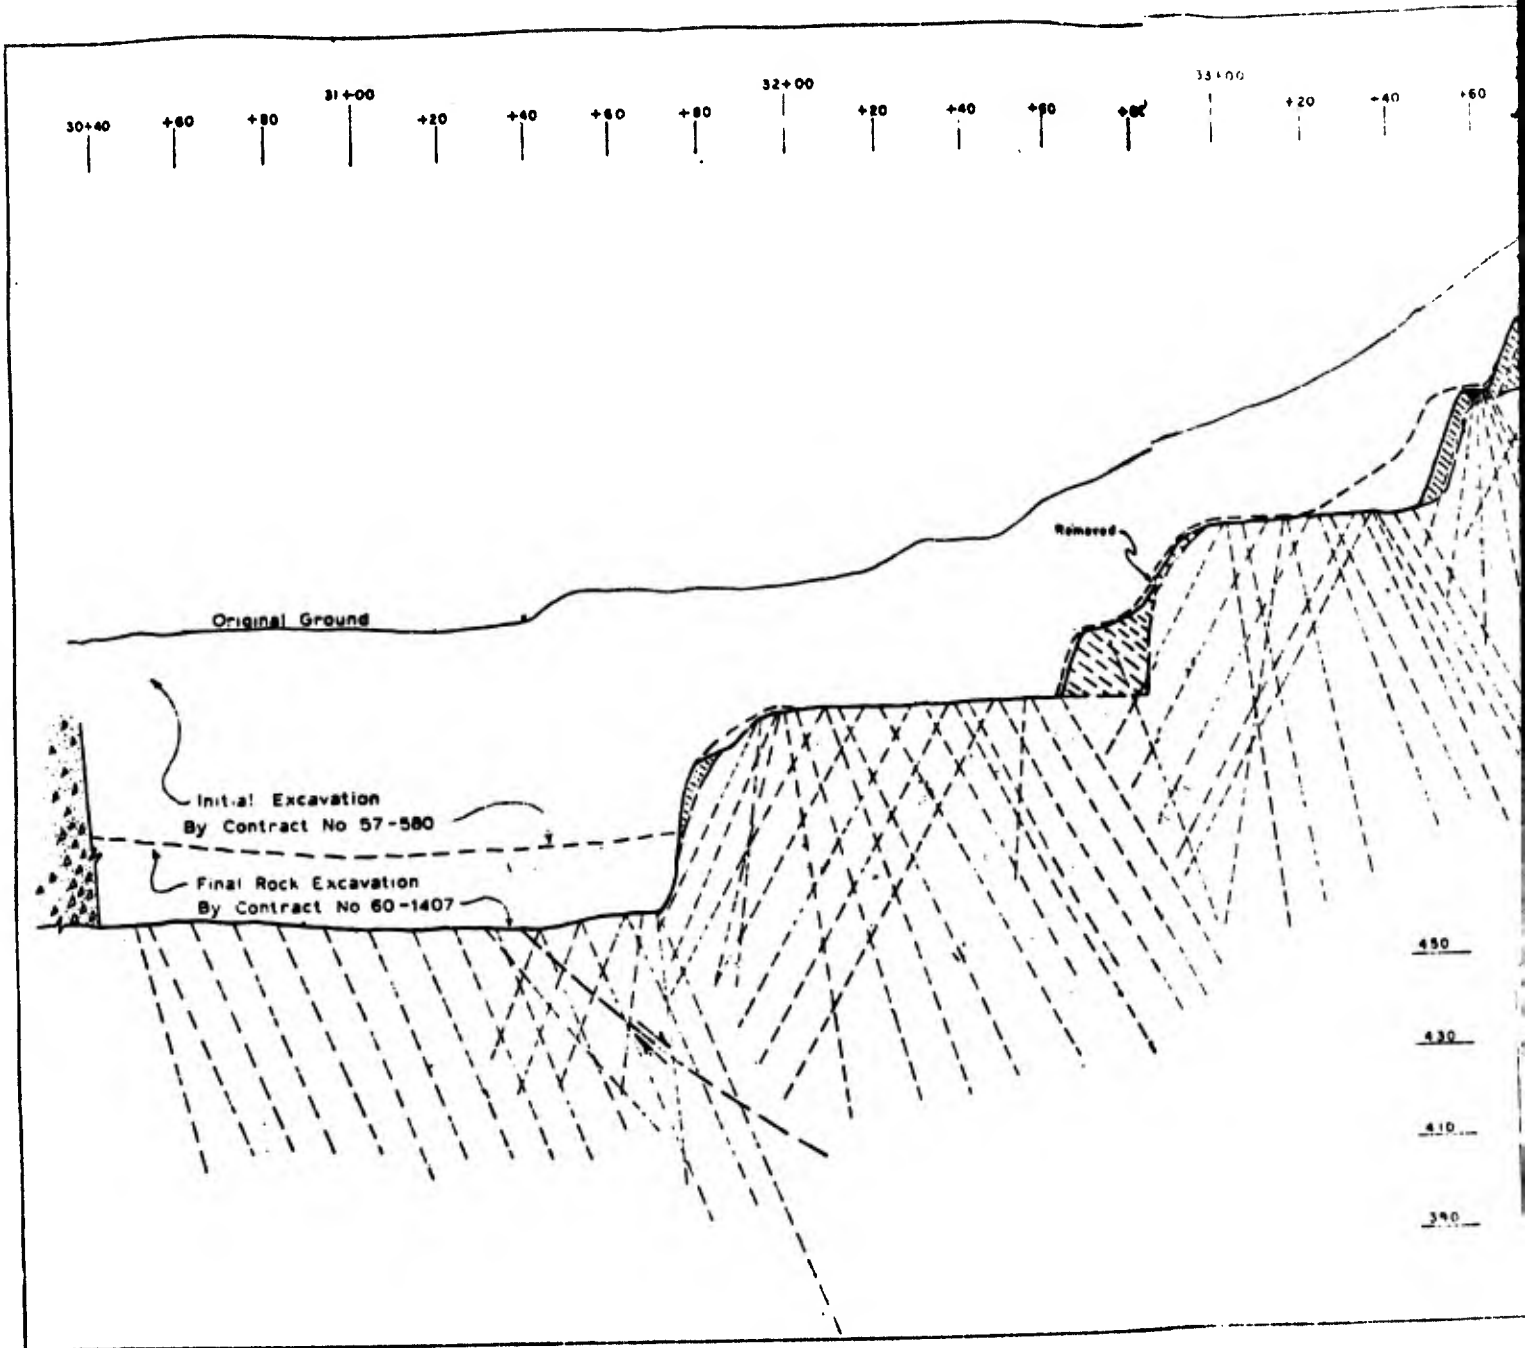 30+40 +60 +80 31+00 +20 +40 +60 +80 32+00 +20 +40 +60 +80 33+00 +20 +40 +60
Removed
Original Ground
Initial Excavation
By Contract No 57-580
Final Rock Excavation
By Contract No 60-1407
450
430
410
390